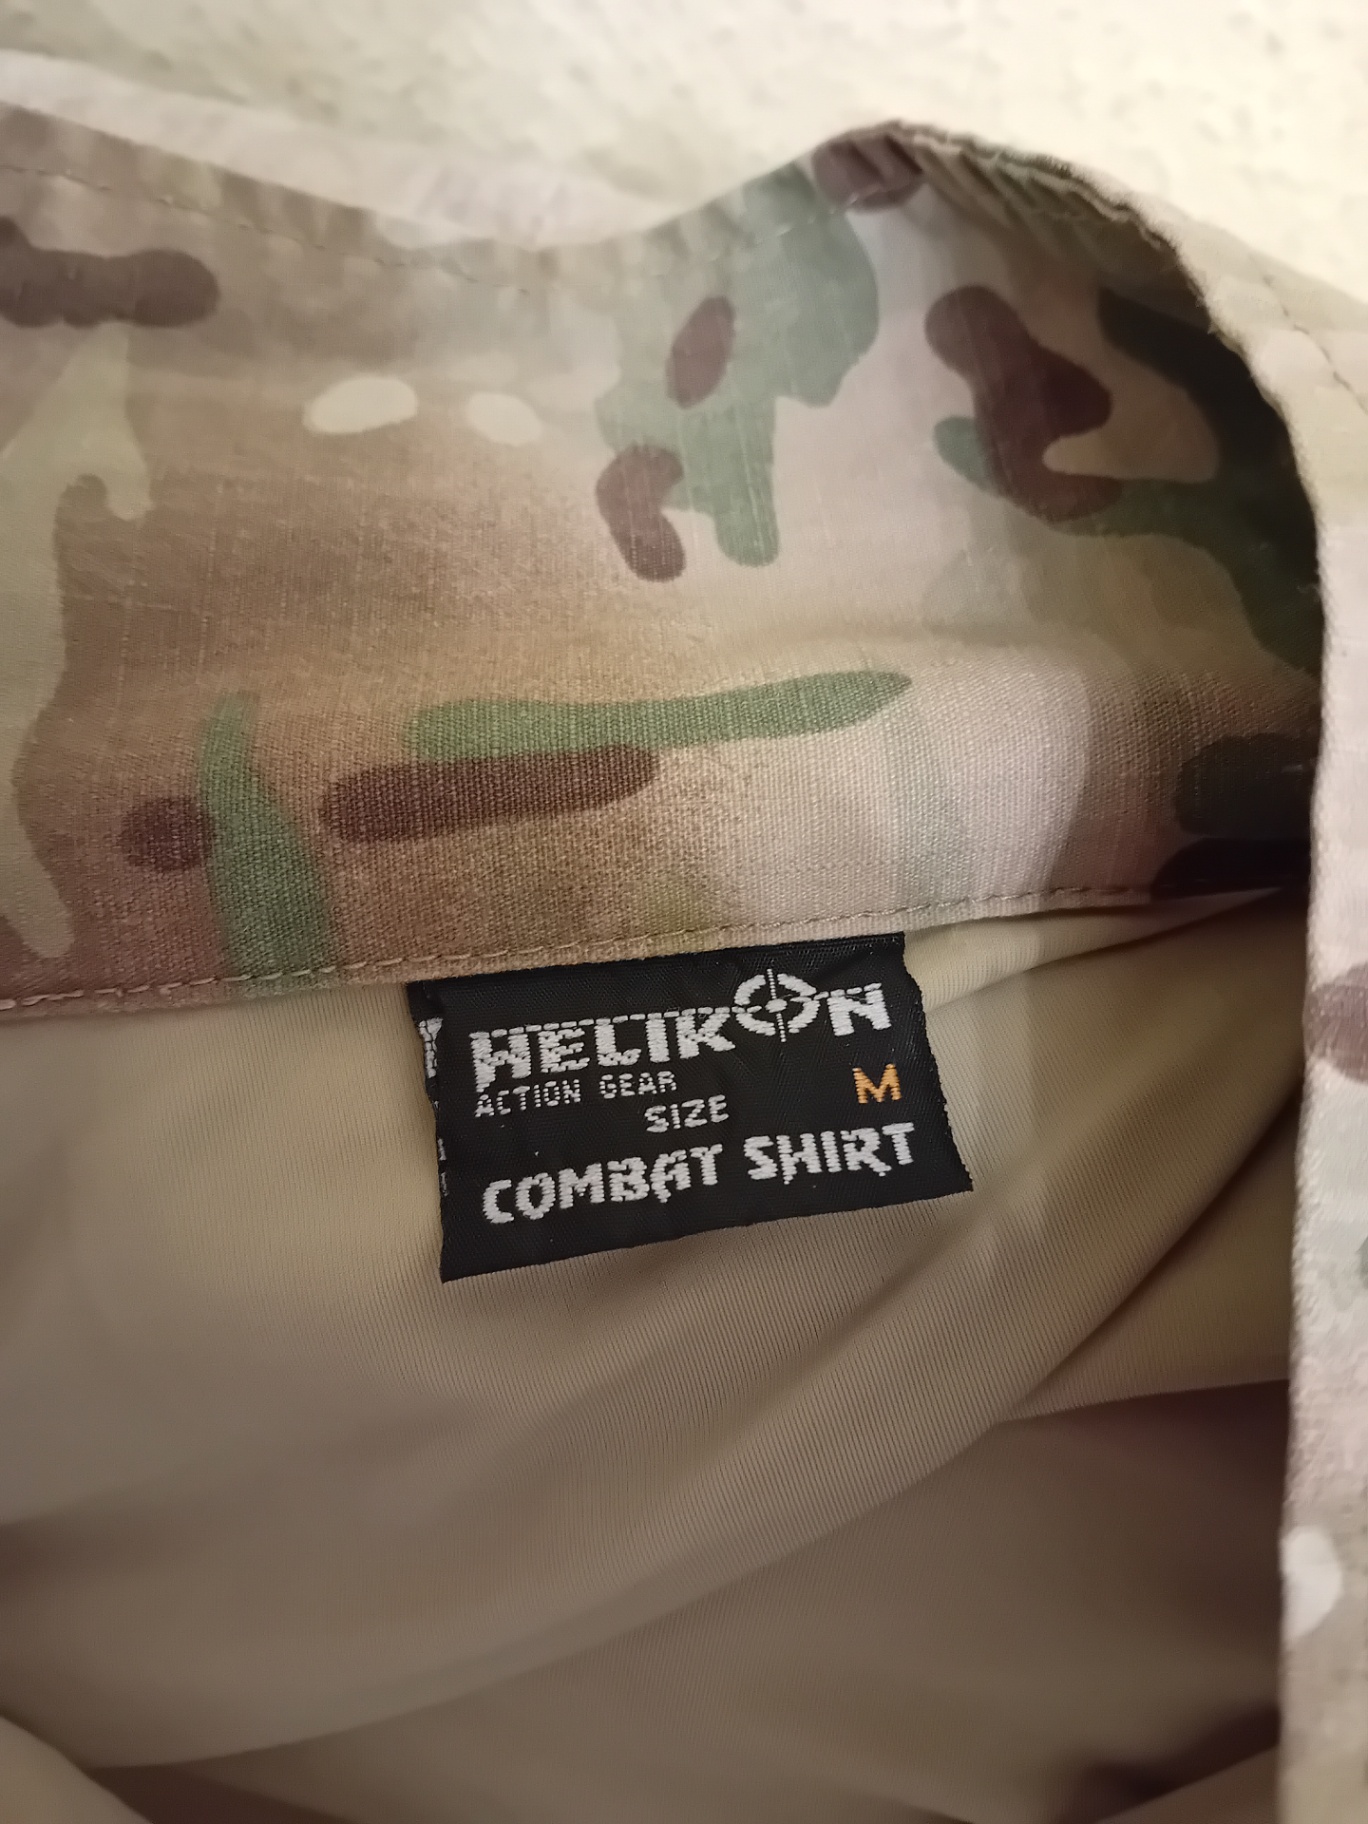 HELIKON
ACTION GEAR
SIZE M
COMBAT SHIRT